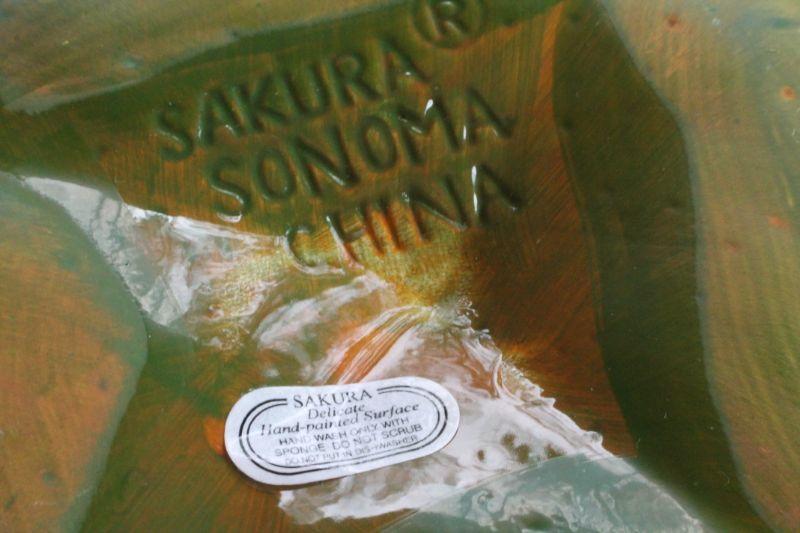 SAKURA®
SONOMA
CHINA
SAKURA
Delicate
Hand-painted Surface
HAND WASH ONLY WITH
SPONGE DO NOT SCRUB
DO NOT PUT IN DISHWASHER